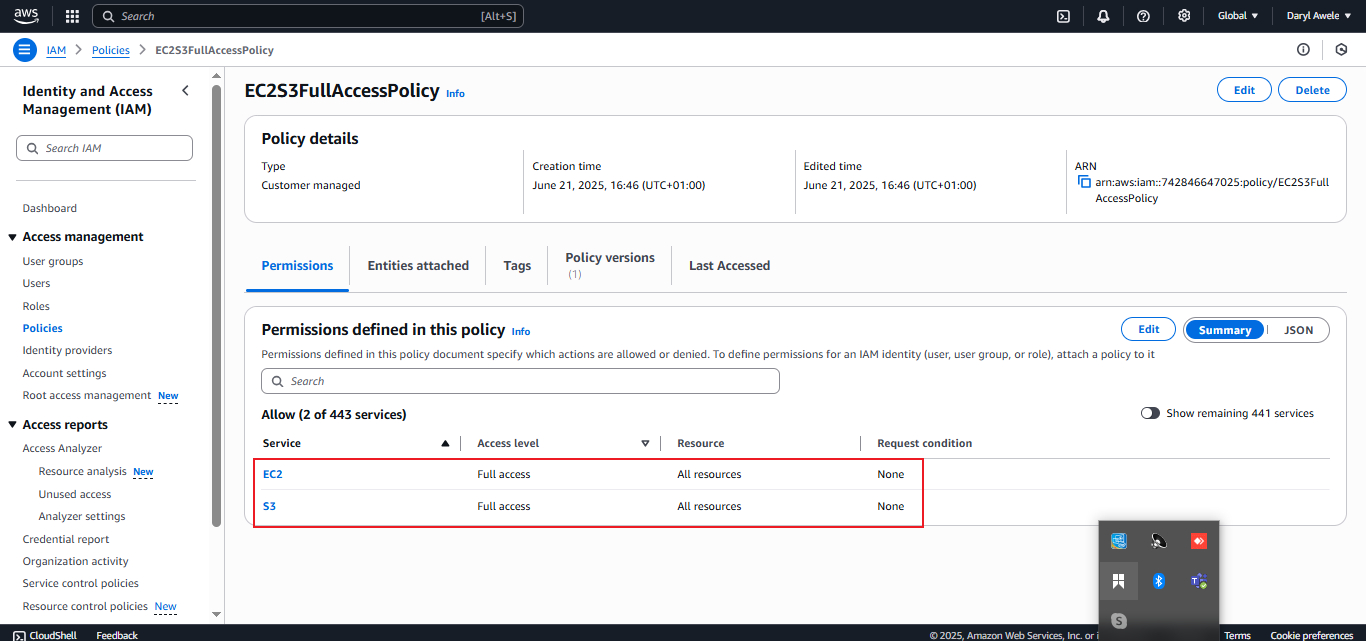 aws
Search
[Alt+S]
Global
Daryl Awele
IAM
Policies
EC2S3FullAccessPolicy
Identity and Access
Management (IAM)
Search IAM
Dashboard
Access management
User groups
Users
Roles
Policies
Identity providers
Account settings
Root access management New
Access reports
Access Analyzer
Resource analysis New
Unused access
Analyzer settings
Credential report
Organization activity
Service control policies
Resource control policies New
EC2S3FullAccessPolicy Info
Edit
Delete
Policy details
Type
Customer managed
Creation time
June 21, 2025, 16:46 (UTC+01:00)
Edited time
June 21, 2025, 16:46 (UTC+01:00)
ARN
arn:aws:iam::742846647025:policy/EC2S3Full
AccessPolicy
Permissions
Entities attached
Tags
Policy versions
(1)
Last Accessed
Permissions defined in this policy Info
Edit
Summary
JSON
Permissions defined in this policy document specify which actions are allowed or denied. To define permissions for an IAM identity (user, user group, or role), attach a policy to it
Search
Allow (2 of 443 services)
Show remaining 441 services
Service
Access level
Resource
Request condition
EC2
Full access
All resources
None
S3
Full access
All resources
None
CloudShell
Feedback
© 2025, Amazon Web Services, Inc. or i
Terms
Cookie preferences